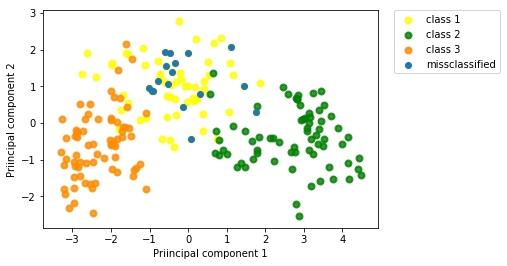 3
2
1
0
−1
−2
−3
−2
−1
0
1
2
3
4
Priincipal component 2
Priincipal component 1
class 1
class 2
class 3
missclassified